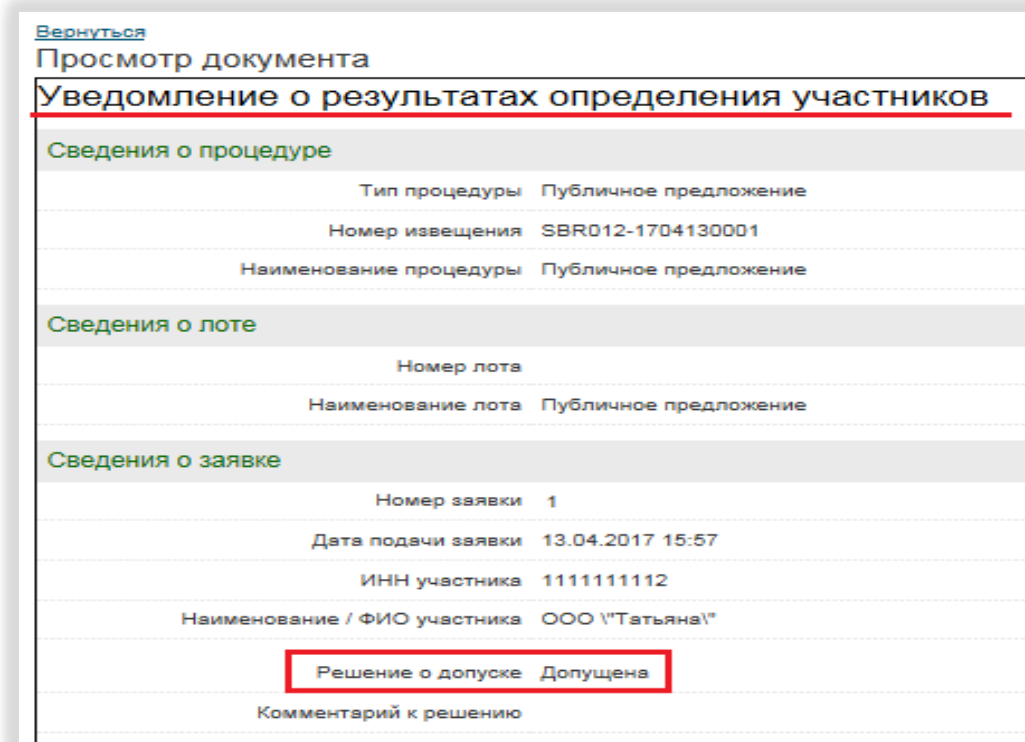 Вернуться
Просмотр документа
Уведомление о результатах определения участников
Сведения о процедуре
Тип процедуры Публичное предложение
Номер извещения SBR012-1704130001
Наименование процедуры Публичное предложение
Сведения о лоте
Номер лота
Наименование лота Публичное предложение
Сведения о заявке
Номер заявки 1
Дата подачи заявки 13.04.2017 15:57
ИНН участника 1111111112
Наименование / ФИО участника ООО \"Татьяна\"
Решение о допуске Допущена
Комментарий к решению